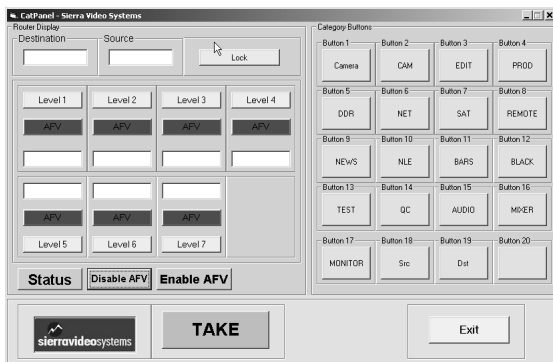 CatPanel - Sierra Video Systems
Router Display
Destination
Source
Lock
Level 1
Level 2
Level 3
Level 4
AFV
AFV
AFV
AFV
AFV
AFV
AFV
Level 5
Level 6
Level 7
Status
Disable AFV
Enable AFV
Category Buttons
Button 1
Button 2
Button 3
Button 4
Camera
CAM
EDIT
PROD
Button 5
Button 6
Button 7
Button 8
DDR
NET
SAT
REMOTE
Button 9
Button 10
Button 11
Button 12
NEWS
NLE
BARS
BLACK
Button 13
Button 14
Button 15
Button 16
TEST
QC
AUDIO
MIXER
Button 17
Button 18
Button 19
Button 20
MONITOR
Src
Dst
sierravideosystems
TAKE
Exit